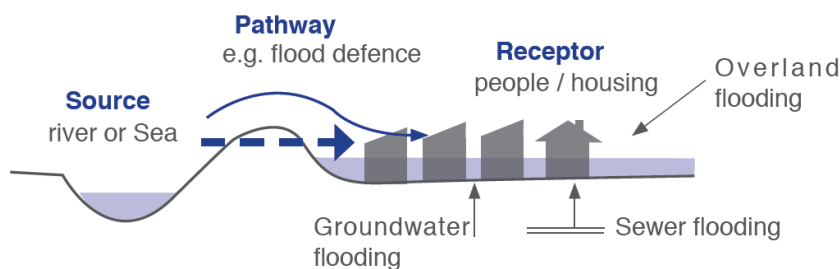 Pathway
e.g. flood defence
Receptor
people / housing
Overland
flooding
Source
river or Sea
Groundwater
flooding
Sewer flooding